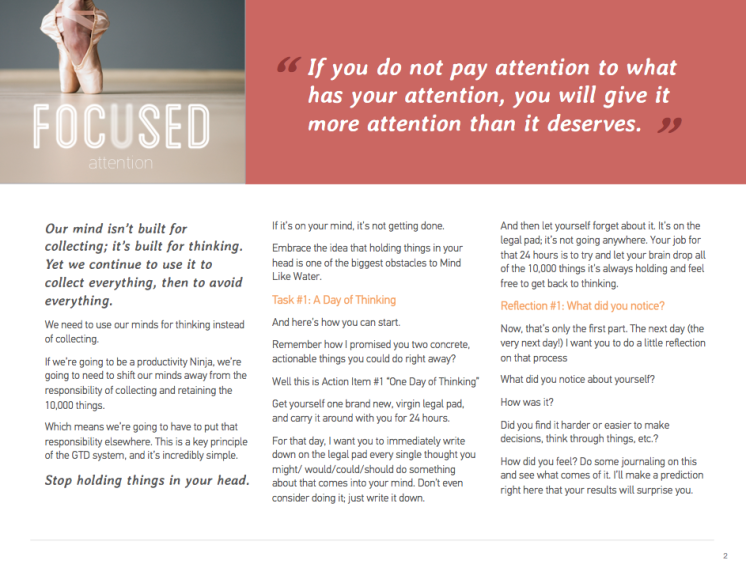 FOCUSED
attention
“ If you do not pay attention to what
has your attention, you will give it
more attention than it deserves. ”
Our mind isn't built for
collecting; it's built for thinking.
Yet we continue to use it to
collect everything, then to avoid
everything.
We need to use our minds for thinking instead
of collecting.
If we're going to be a productivity Ninja, we're
going to need to shift our minds away from the
responsibility of collecting and retaining the
10,000 things.
Which means we're going to have to put that
responsibility elsewhere. This is a key principle
of the GTD system, and it's incredibly simple.
Stop holding things in your head.
If it's on your mind, it's not getting done.
Embrace the idea that holding things in your
head is one of the biggest obstacles to Mind
Like Water.
Task #1: A Day of Thinking
And here's how you can start.
Remember how I promised you two concrete,
actionable things you could do right away?
Well this is Action Item #1 "One Day of Thinking"
Get yourself one brand new, virgin legal pad,
and carry it around with you for 24 hours.
For that day, I want you to immediately write
down on the legal pad every single thought you
might/ would/could/should do something
about that comes into your mind. Don't even
consider doing it; just write it down.
And then let yourself forget about it. It's on the
legal pad; it's not going anywhere. Your job for
that 24 hours is to try and let your brain drop all
of the 10,000 things it's always holding and feel
free to get back to thinking.
Reflection #1: What did you notice?
Now, that's only the first part. The next day (the
very next day!) I want you to do a little reflection
on that process
What did you notice about yourself?
How was it?
Did you find it harder or easier to make
decisions, think through things, etc.?
How did you feel? Do some journaling on this
and see what comes of it. I'll make a prediction
right here that your results will surprise you.
2